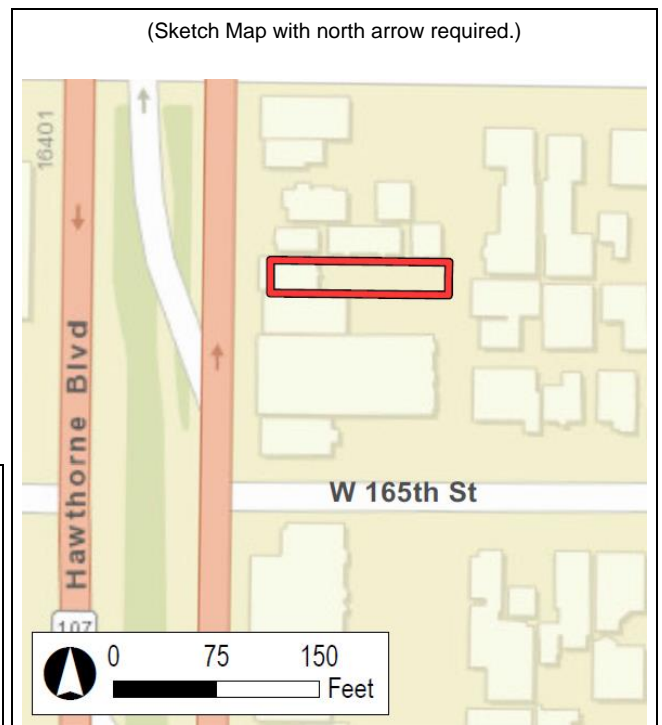 (Sketch Map with north arrow required.)
16401
Hawthorne Blvd
W 165th St
107
0 75 150
Feet